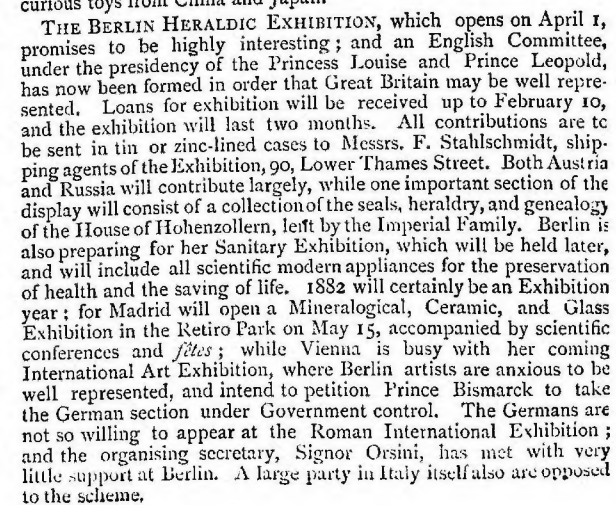 curious toys from China and Japan.
THE BERLIN HERALDIC EXHIBITION, which opens on April 1,
promises to be highly interesting; and an English Committee,
under the presidency of the Princess Louise and Prince Leopold,
has now been formed in order that Great Britain may be well repre-
sented. Loans for exhibition will be received up to February 10,
and the exhibition will last two months. All contributions are to
be sent in tin or zinc-lined cases to Messrs. F. Stahlschmidt, ship-
ping agents of the Exhibition, 90, Lower Thames Street. Both Austria
and Russia will contribute largely, while one important section of the
display will consist of a collection of the seals, heraldry, and genealogy
of the House of Hohenzollern, lent by the Imperial Family. Berlin is
also preparing for her Sanitary Exhibition, which will be held later,
and will include all scientific modern appliances for the preservation
of health and the saving of life. 1882 will certainly be an Exhibition
year; for Madrid will open a Mineralogical, Ceramic, and Glass
Exhibition in the Retiro Park on May 15, accompanied by scientific
conferences and fêtes; while Vienna is busy with her coming
International Art Exhibition, where Berlin artists are anxious to be
well represented, and intend to petition Prince Bismarck to take
the German section under Government control. The Germans are
not so willing to appear at the Roman International Exhibition;
and the organising secretary, Signor Orsini, has met with very
little support at Berlin. A large party in Italy itself also are opposed
to the scheme.